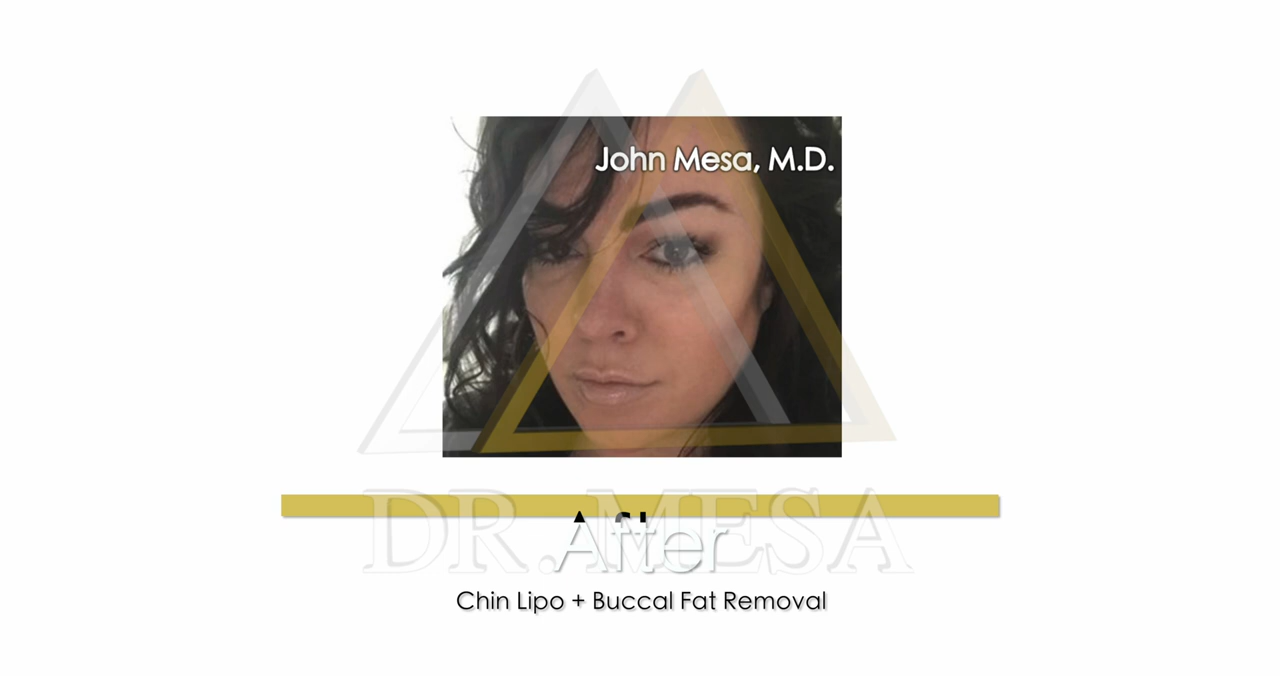 John Mesa, M.D.
DR. MESA
After
Chin Lipo + Buccal Fat Removal